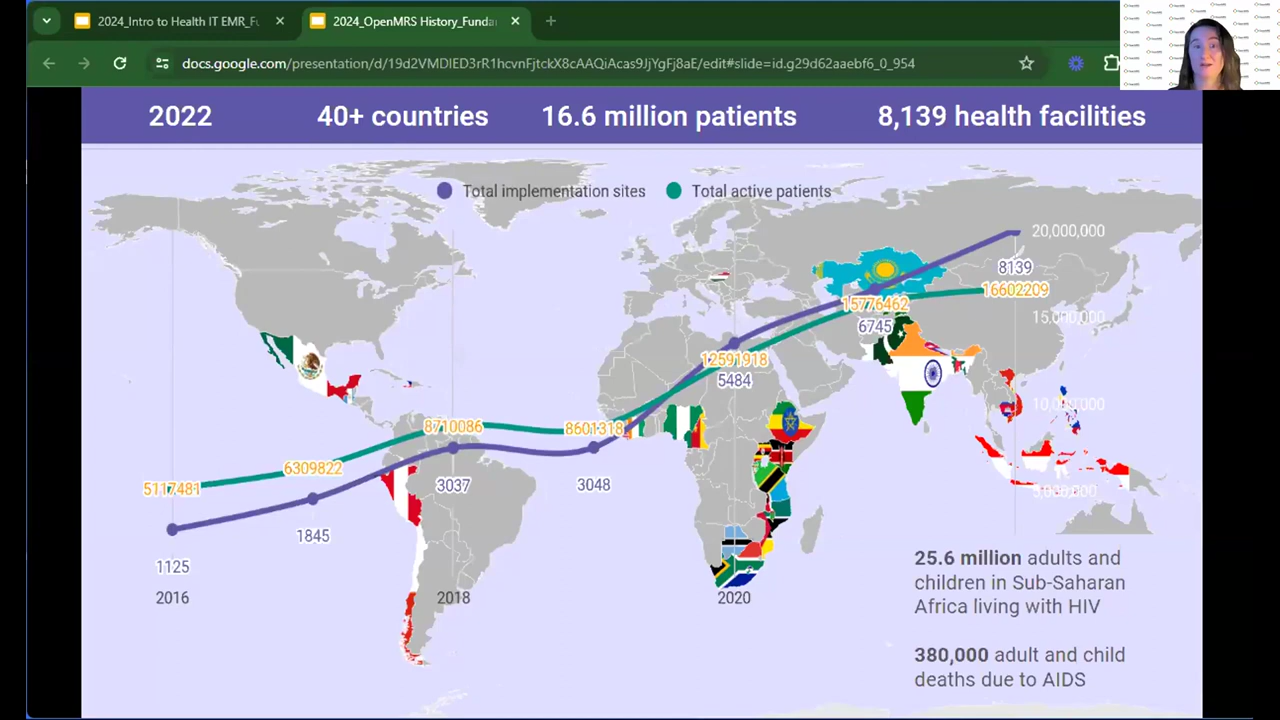 2024_Intro to Health IT EMR_Fu
2024_OpenMRS History_Funda
docs.google.com/presentation/d/19d2VMDlED3rR1hcvnFjtckXScAAQiAcas9JjYgFj8aE/edit#slide=id.g29d62aaebf6_0_954
2022 40+ countries 16.6 million patients 8,139 health facilities
Total implementation sites Total active patients
20,000,000
8139
16602209
15776462
15,000,000
6745
12591918
5484
10,000,000
8710086
8601318
6309822
5117481
3037
3048
5,000,000
1845
1125
2016 2018 2020
25.6 million adults and
children in Sub-Saharan
Africa living with HIV
380,000 adult and child
deaths due to AIDS